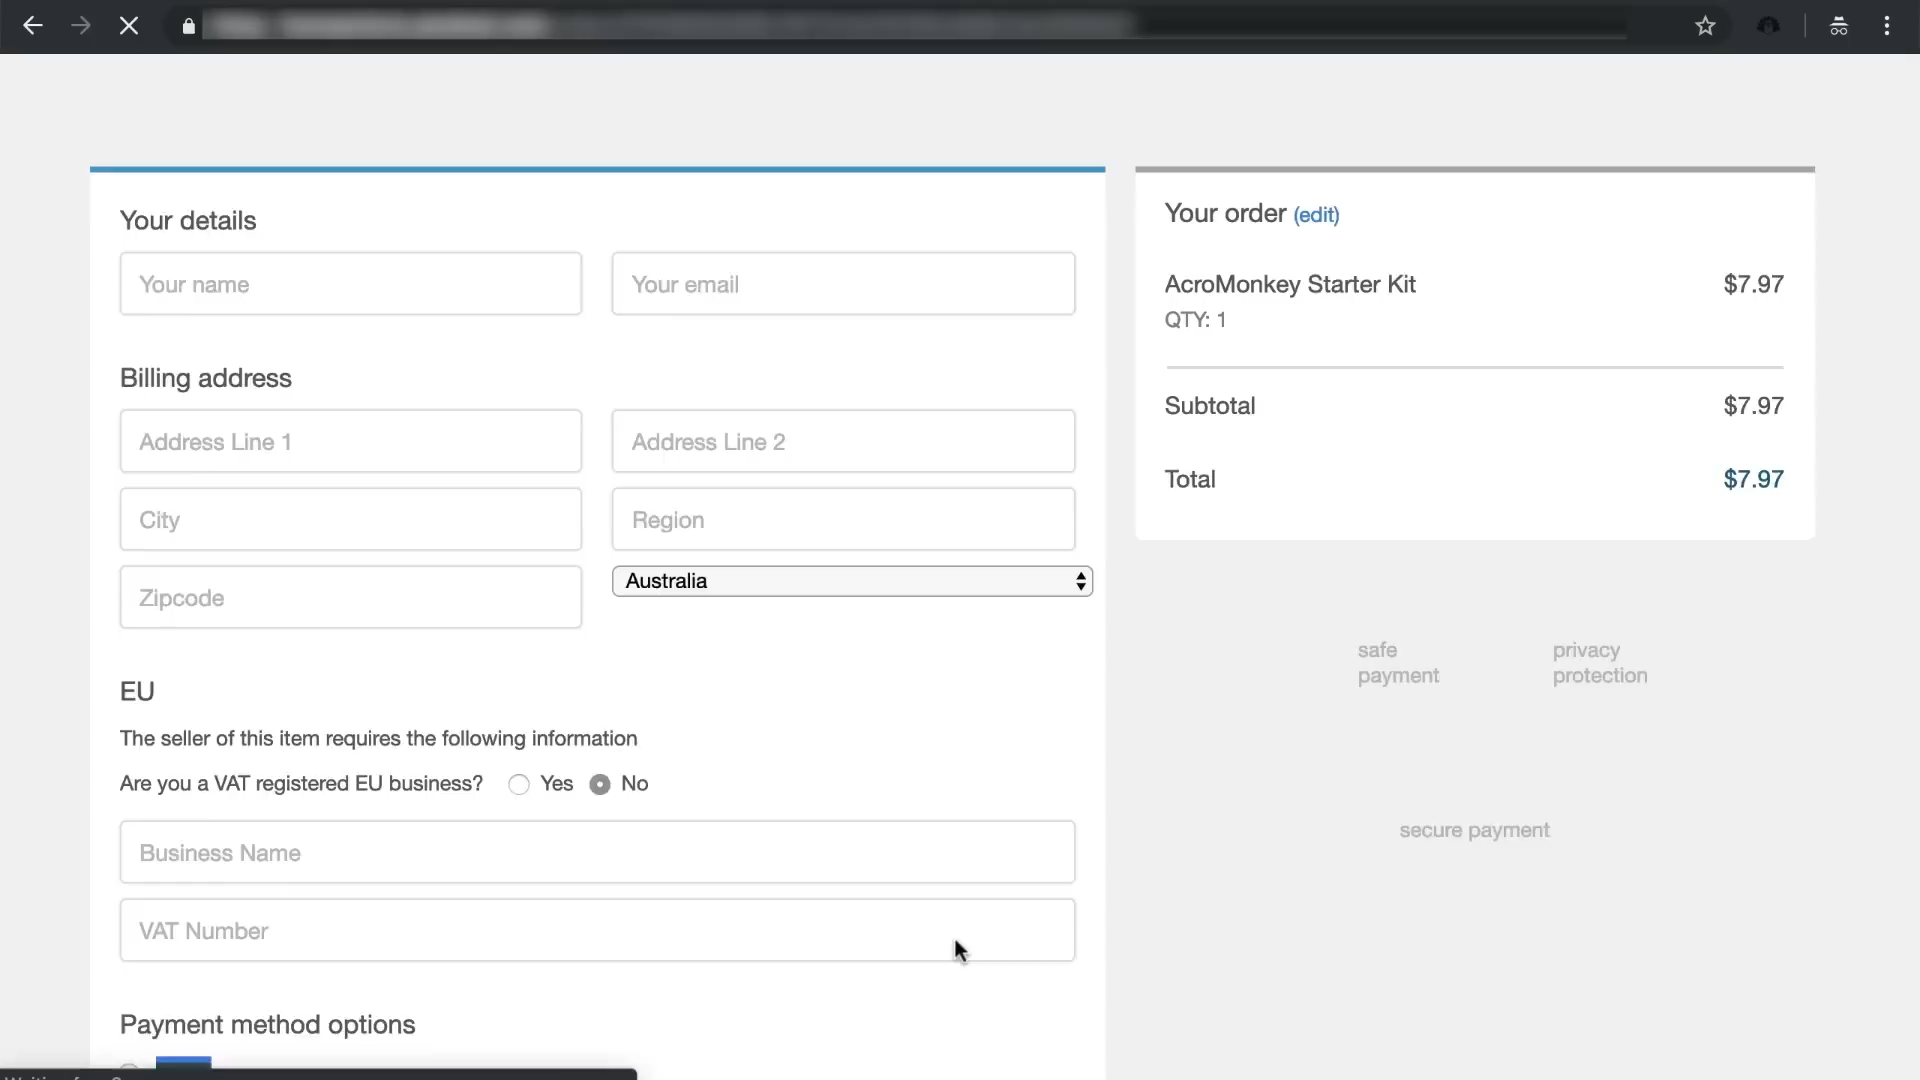 Your details
Your name
Your email
Billing address
Address Line 1
Address Line 2
City
Region
Zipcode
Australia
EU
The seller of this item requires the following information
Are you a VAT registered EU business? Yes No
Business Name
VAT Number
Payment method options
Your order (edit)
AcroMonkey Starter Kit $7.97
QTY: 1
Subtotal $7.97
Total $7.97
safe
payment
privacy
protection
secure payment